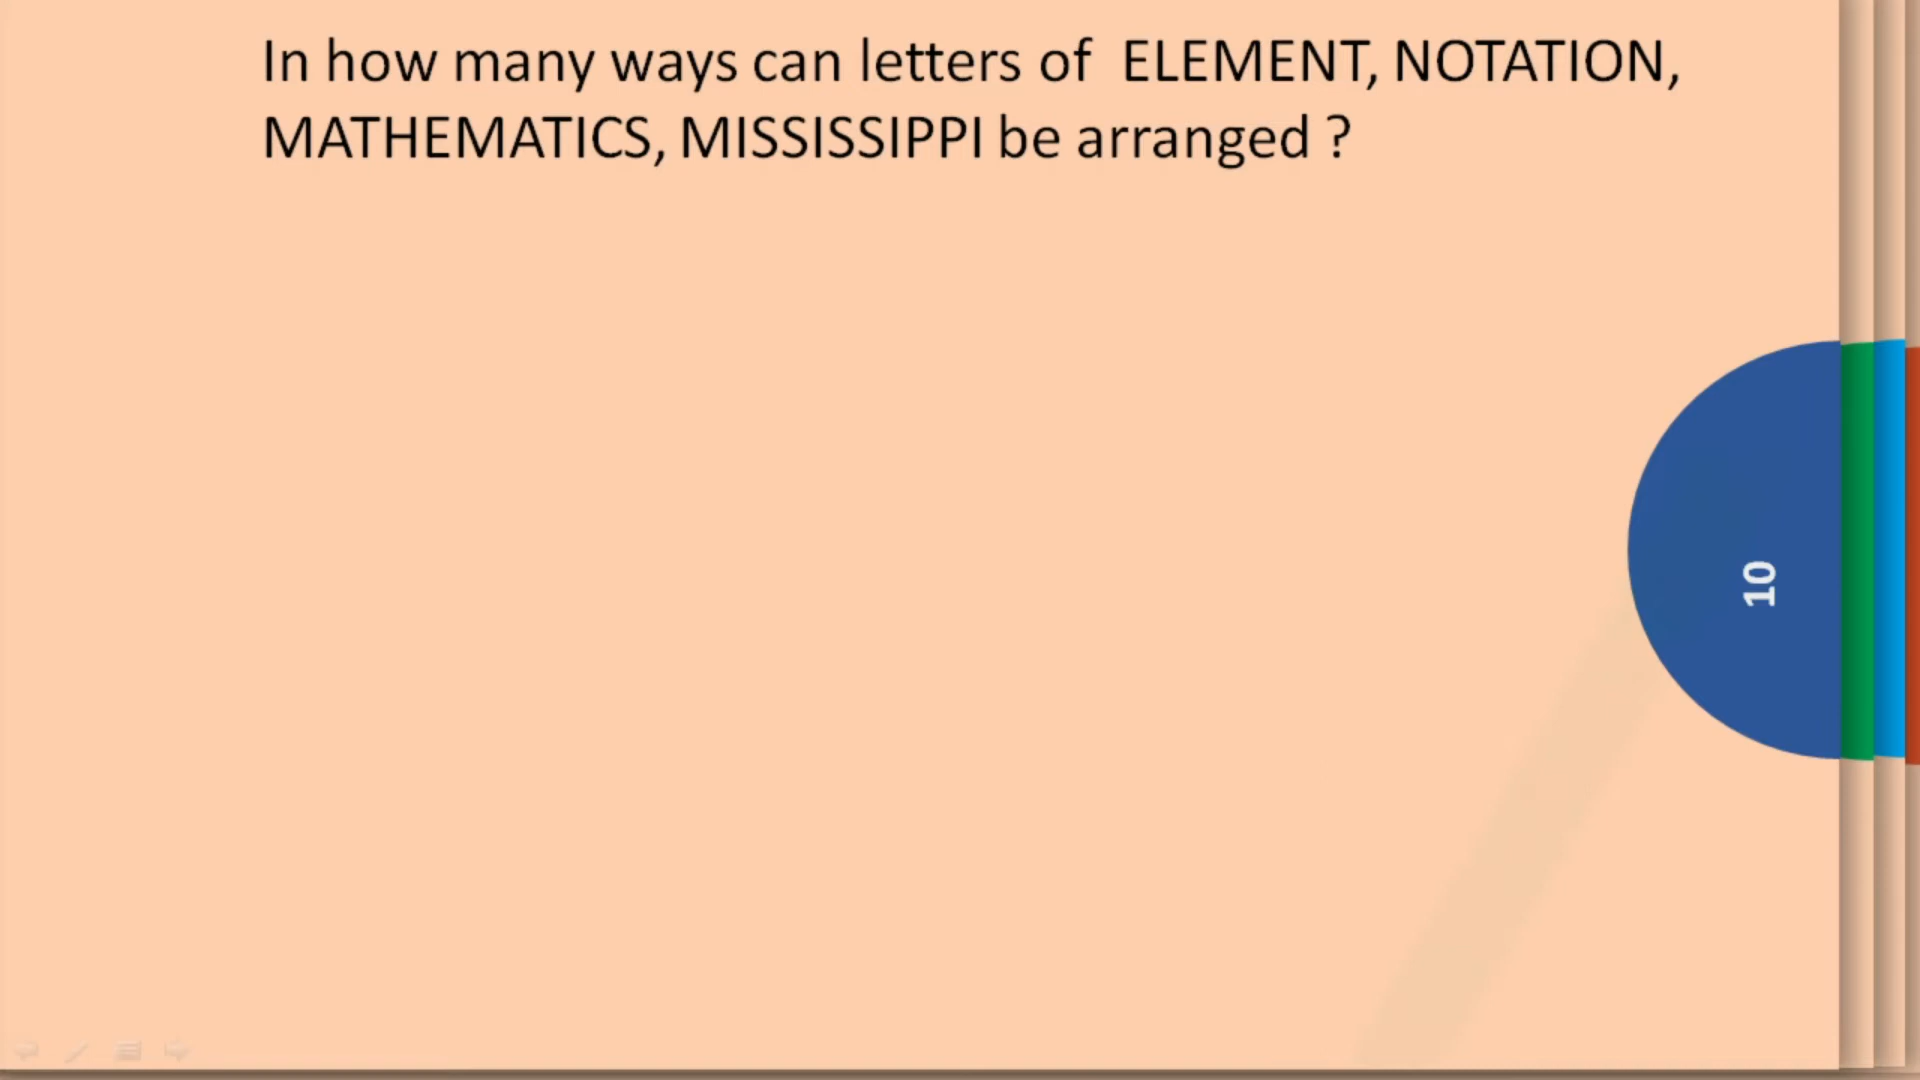 In how many ways can letters of ELEMENT, NOTATION,
MATHEMATICS, MISSISSIPPI be arranged ?
10